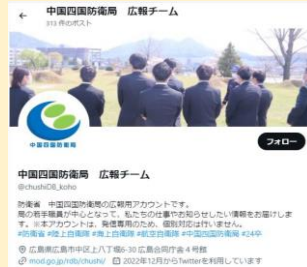 中国四国防衛局　広報チーム
313 件のポスト
中国四国防衛局
フォロー
中国四国防衛局　広報チーム
@chushiDB_koho
防衛省　中国四国防衛局の広報用アカウントです。
局の若手職員が中心となって、私たちの仕事やお知らせしたい情報をお届けしま
す。※本アカウントは、発信専用のため、個別対応は行いません。
#防衛省 #陸上自衛隊 #海上自衛隊 #航空自衛隊 #中国四国防衛局 #24卒
広島県広島市中区上八丁堀6-30 広島合同庁舎４号館
mod.go.jp/rdb/chushi/ 2022年12月からTwitterを利用しています